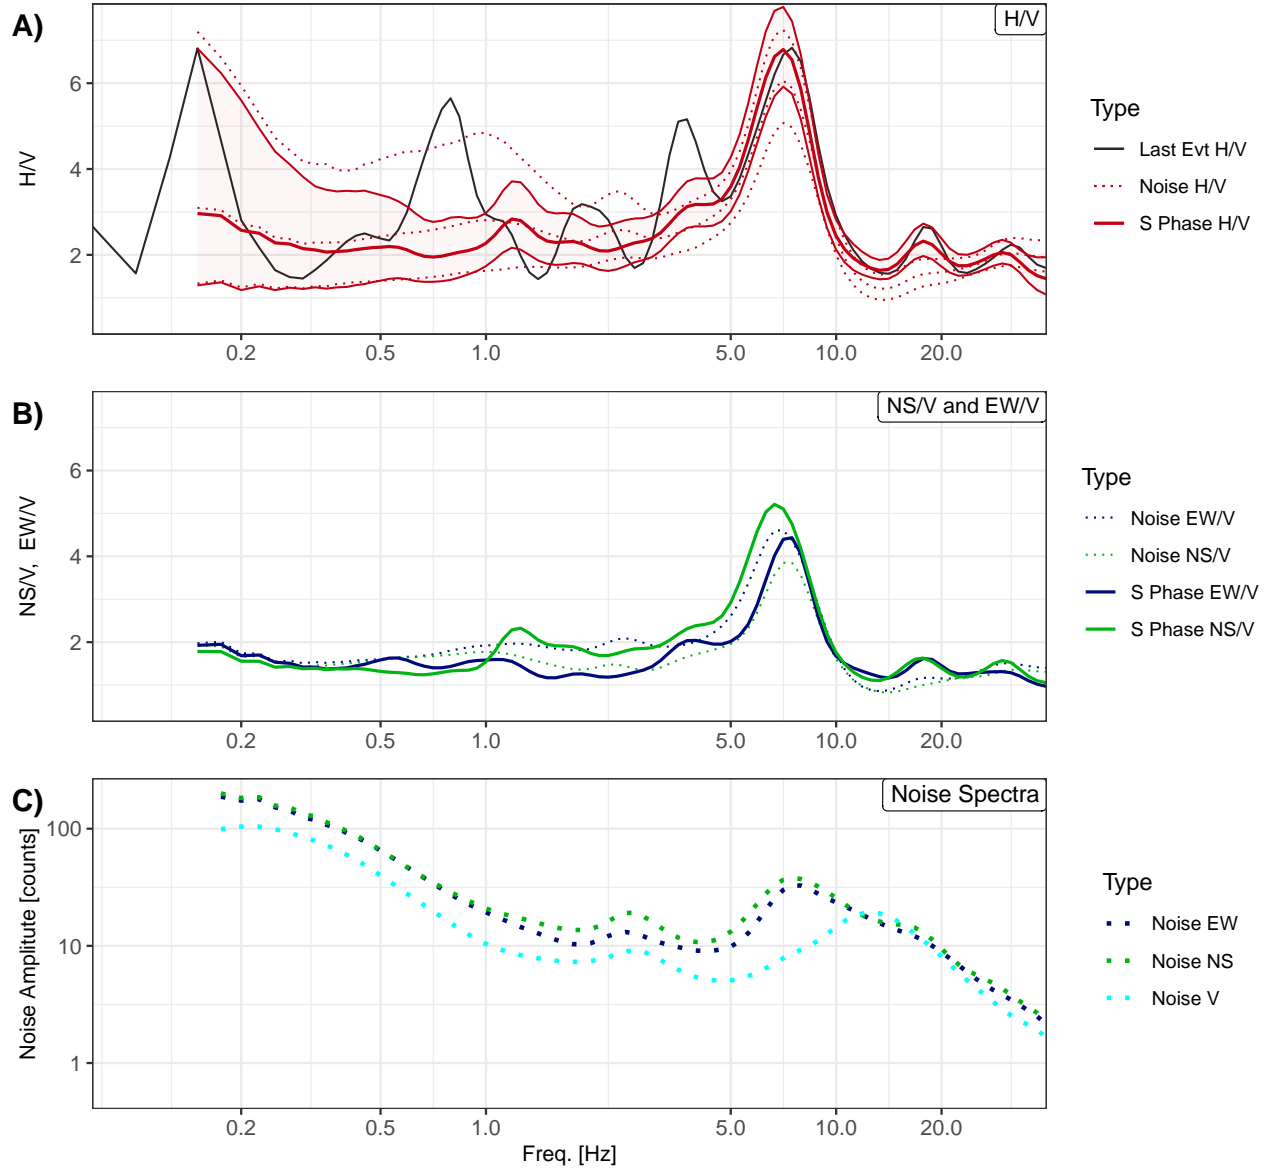 A)
H/V
6
4
2
H/V
0.2 0.5 1.0 5.0 10.0 20.0
Type
Last Evt H/V
Noise H/V
S Phase H/V
B)
NS/V and EW/V
6
4
2
NS/V, EW/V
0.2 0.5 1.0 5.0 10.0 20.0
Type
Noise EW/V
Noise NS/V
S Phase EW/V
S Phase NS/V
C)
Noise Spectra
100
10
1
Noise Amplitude [counts]
0.2 0.5 1.0 5.0 10.0 20.0
Freq. [Hz]
Type
Noise EW
Noise NS
Noise V